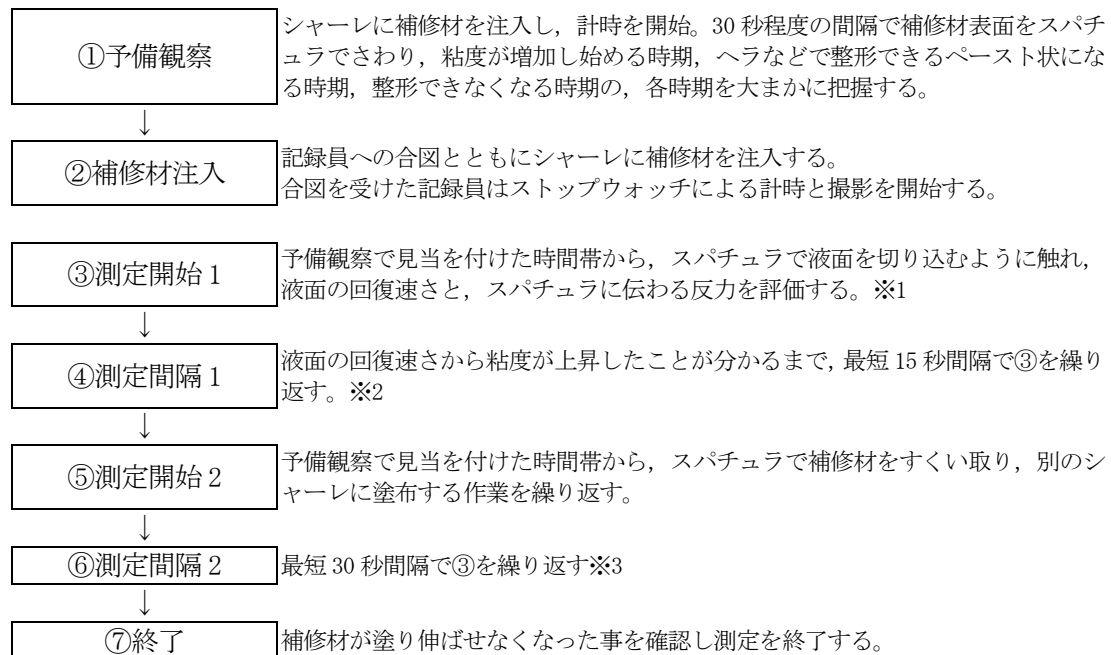 ①予備観察
シャーレに補修材を注入し，計時を開始。30 秒程度の間隔で補修材表面をスパチ
ュラでさわり，粘度が増加し始める時期，ヘラなどで整形できるペースト状にな
る時期，整形できなくなる時期の，各時期を大まかに把握する。
↓
②補修材注入
記録員への合図とともにシャーレに補修材を注入する。
合図を受けた記録員はストップウォッチによる計時と撮影を開始する。
③測定開始 1
予備観察で見当を付けた時間帯から，スパチュラで液面を切り込むように触れ，
液面の回復速さと，スパチュラに伝わる反力を評価する。※1
↓
④測定間隔 1
液面の回復速さから粘度が上昇したことが分かるまで，最短 15 秒間隔で③を繰り
返す。※2
↓
⑤測定開始 2
予備観察で見当を付けた時間帯から，スパチュラで補修材をすくい取り，別のシ
ャーレに塗布する作業を繰り返す。
↓
⑥測定間隔 2
最短 30 秒間隔で③を繰り返す※3
↓
⑦終了
補修材が塗り伸ばせなくなった事を確認し測定を終了する。